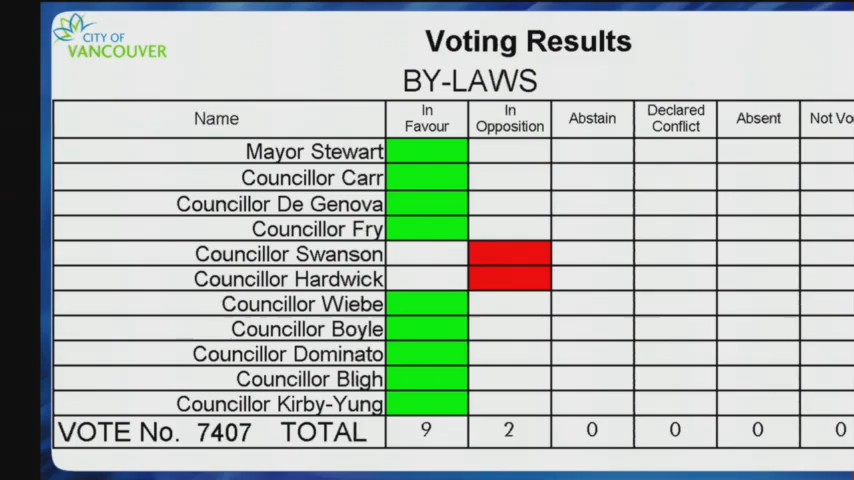 CITY OF
VANCOUVER
Voting Results
BY-LAWS
Name In Favour In Opposition Abstain Declared Conflict Absent Not Vo
Mayor Stewart
Councillor Carr
Councillor De Genova
Councillor Fry
Councillor Swanson
Councillor Hardwick
Councillor Wiebe
Councillor Boyle
Councillor Dominato
Councillor Bligh
Councillor Kirby-Yung
VOTE No. 7407 TOTAL 9 2 0 0 0 0